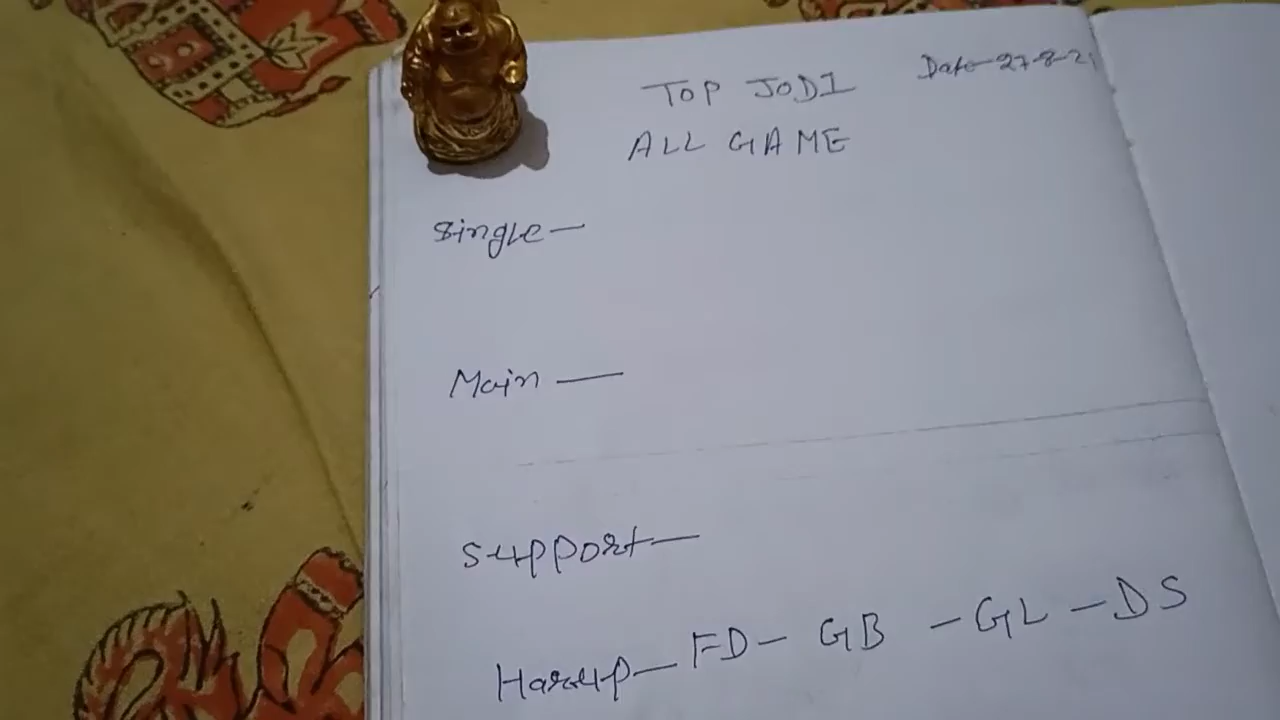 TOP JODI
Date-27-8-21
ALL GAME
Single-
Main —
Support-
Harup- FD- GB -GL -DS